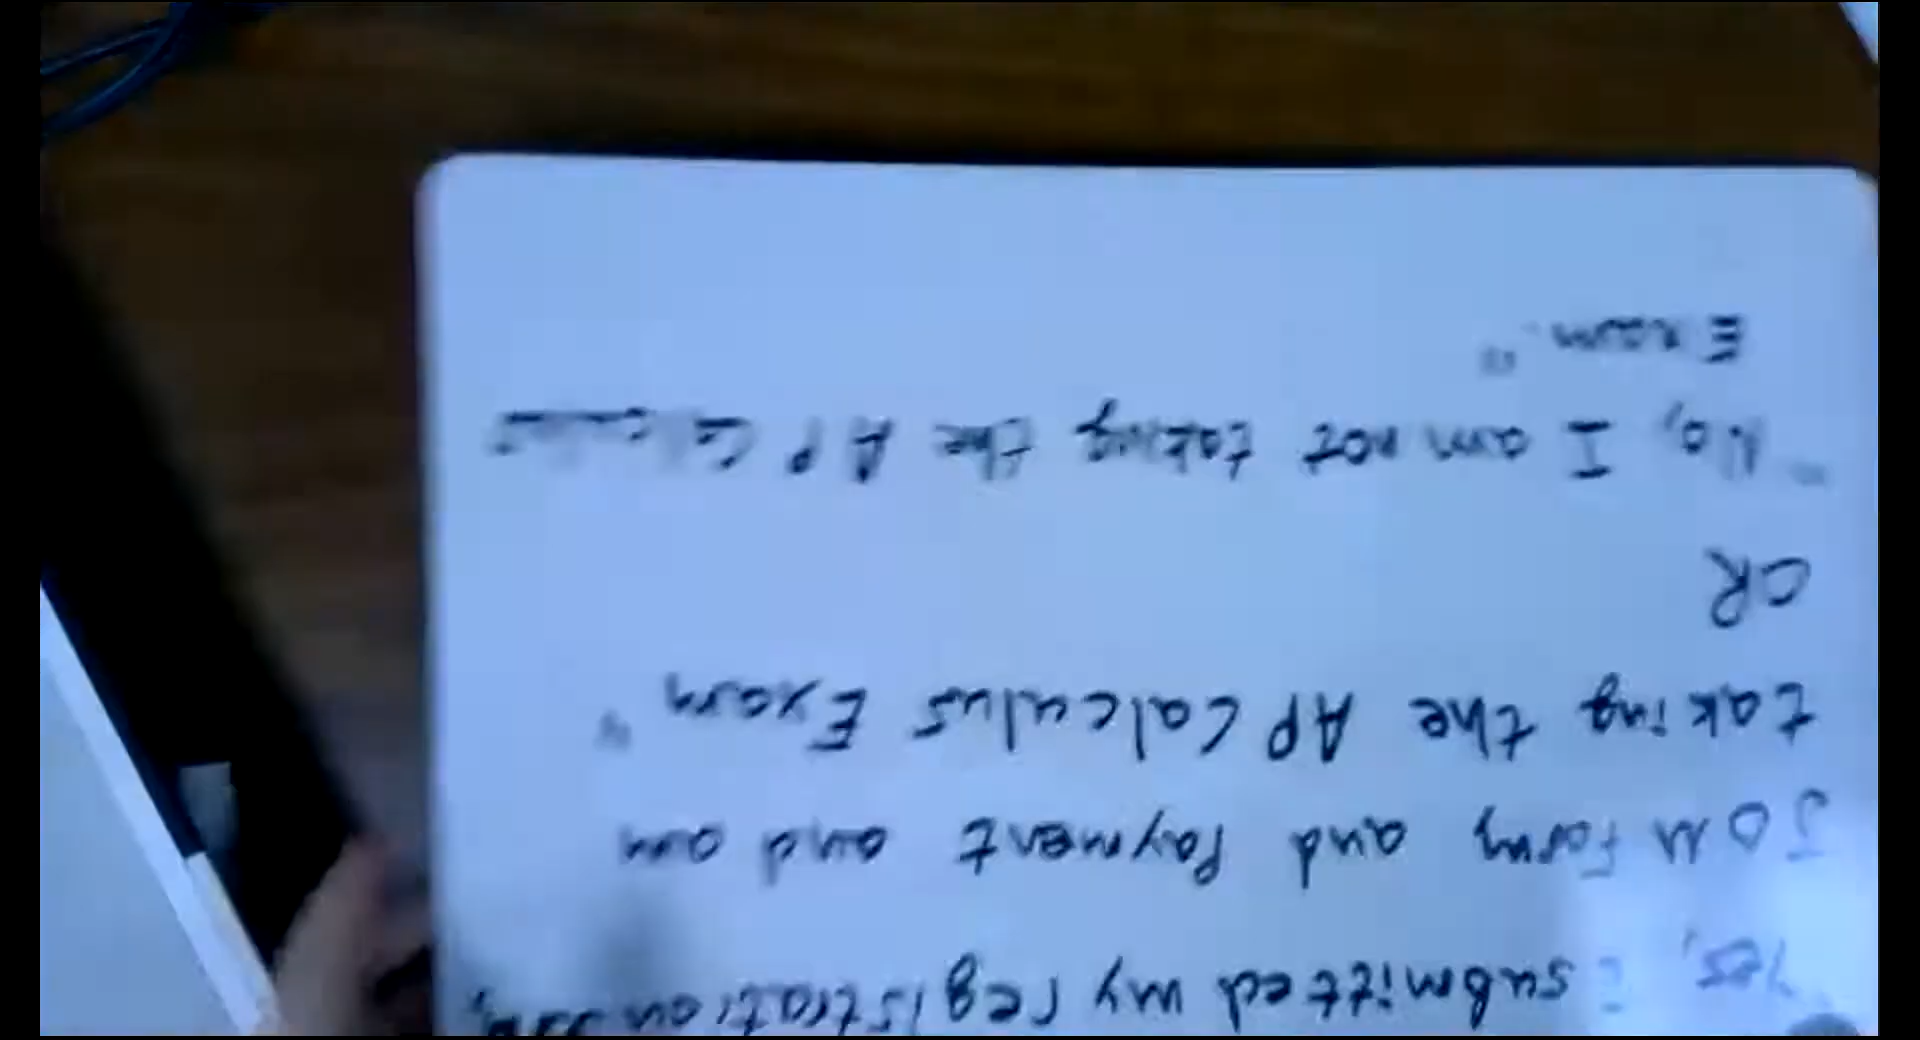 Yes, I submitted my registration
form and Payment and am
taking the AP Calculus Exam"
OR
"No, I am not taking the AP Calculus
Exam."